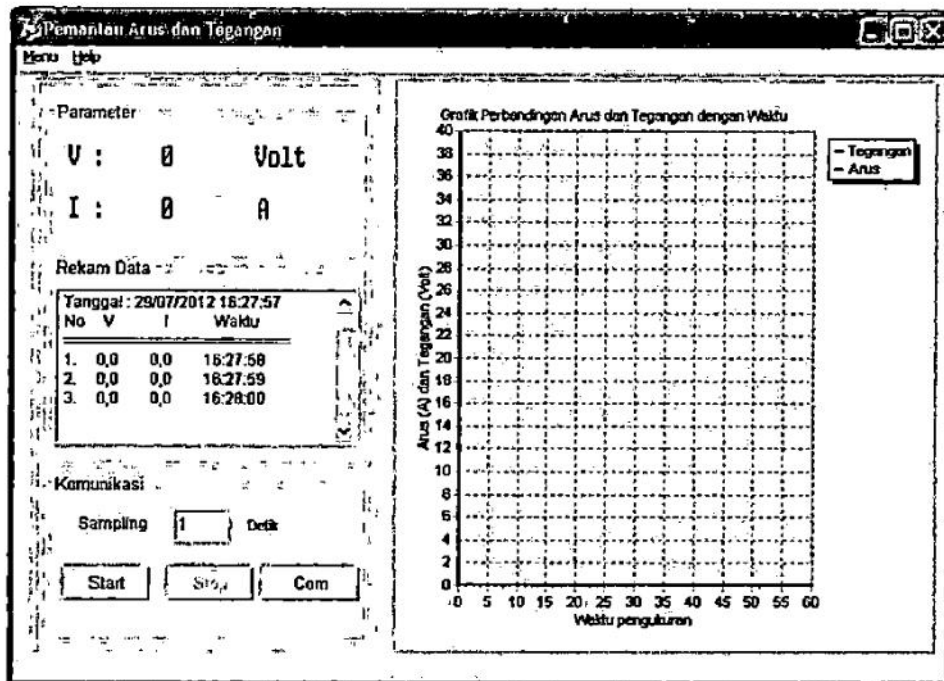 Pemantau Arus dan Tegangan
Menu Help
Parameter
V : 0 Volt
I : 0 A
Rekam Data
Tanggal : 29/07/2012 16:27:57
No V I Waktu
1. 0,0 0,0 16:27:58
2. 0,0 0,0 16:27:59
3. 0,0 0,0 16:28:00
Komunikasi
Sampling 1 Detik
Start Stop Com
Grafik Perbandingan Arus dan Tegangan dengan Waktu
Tegangan
Arus
Arus (A) dan Tegangan (Volt)
40
38
36
34
32
30
28
26
24
22
20
18
16
14
12
10
8
6
4
2
0
0 5 10 15 20 25 30 35 40 45 50 55 60
Waktu pengukuran